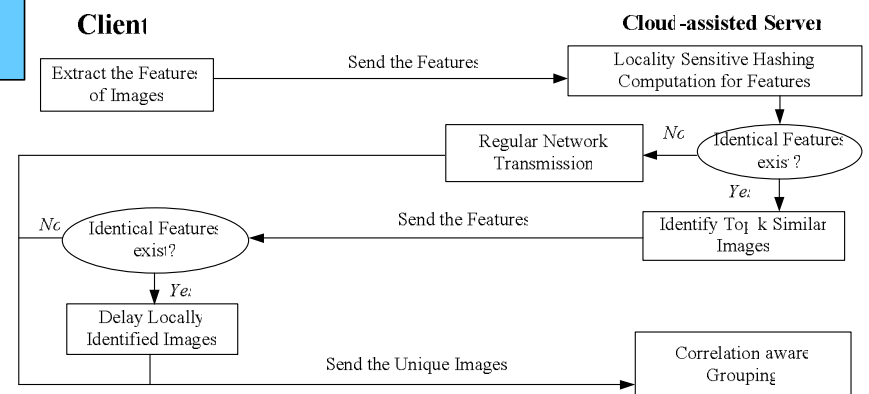 Client
Cloud-assisted Server
Extract the Features
of Images
Send the Features
Locality Sensitive Hashing
Computation for Features
Regular Network
Transmission
No
Identical Features
exist?
Yes
No
Identical Features
exist?
Send the Features
Identify Top k Similar
Images
Yes
Delay Locally
Identified Images
Send the Unique Images
Correlation aware
Grouping